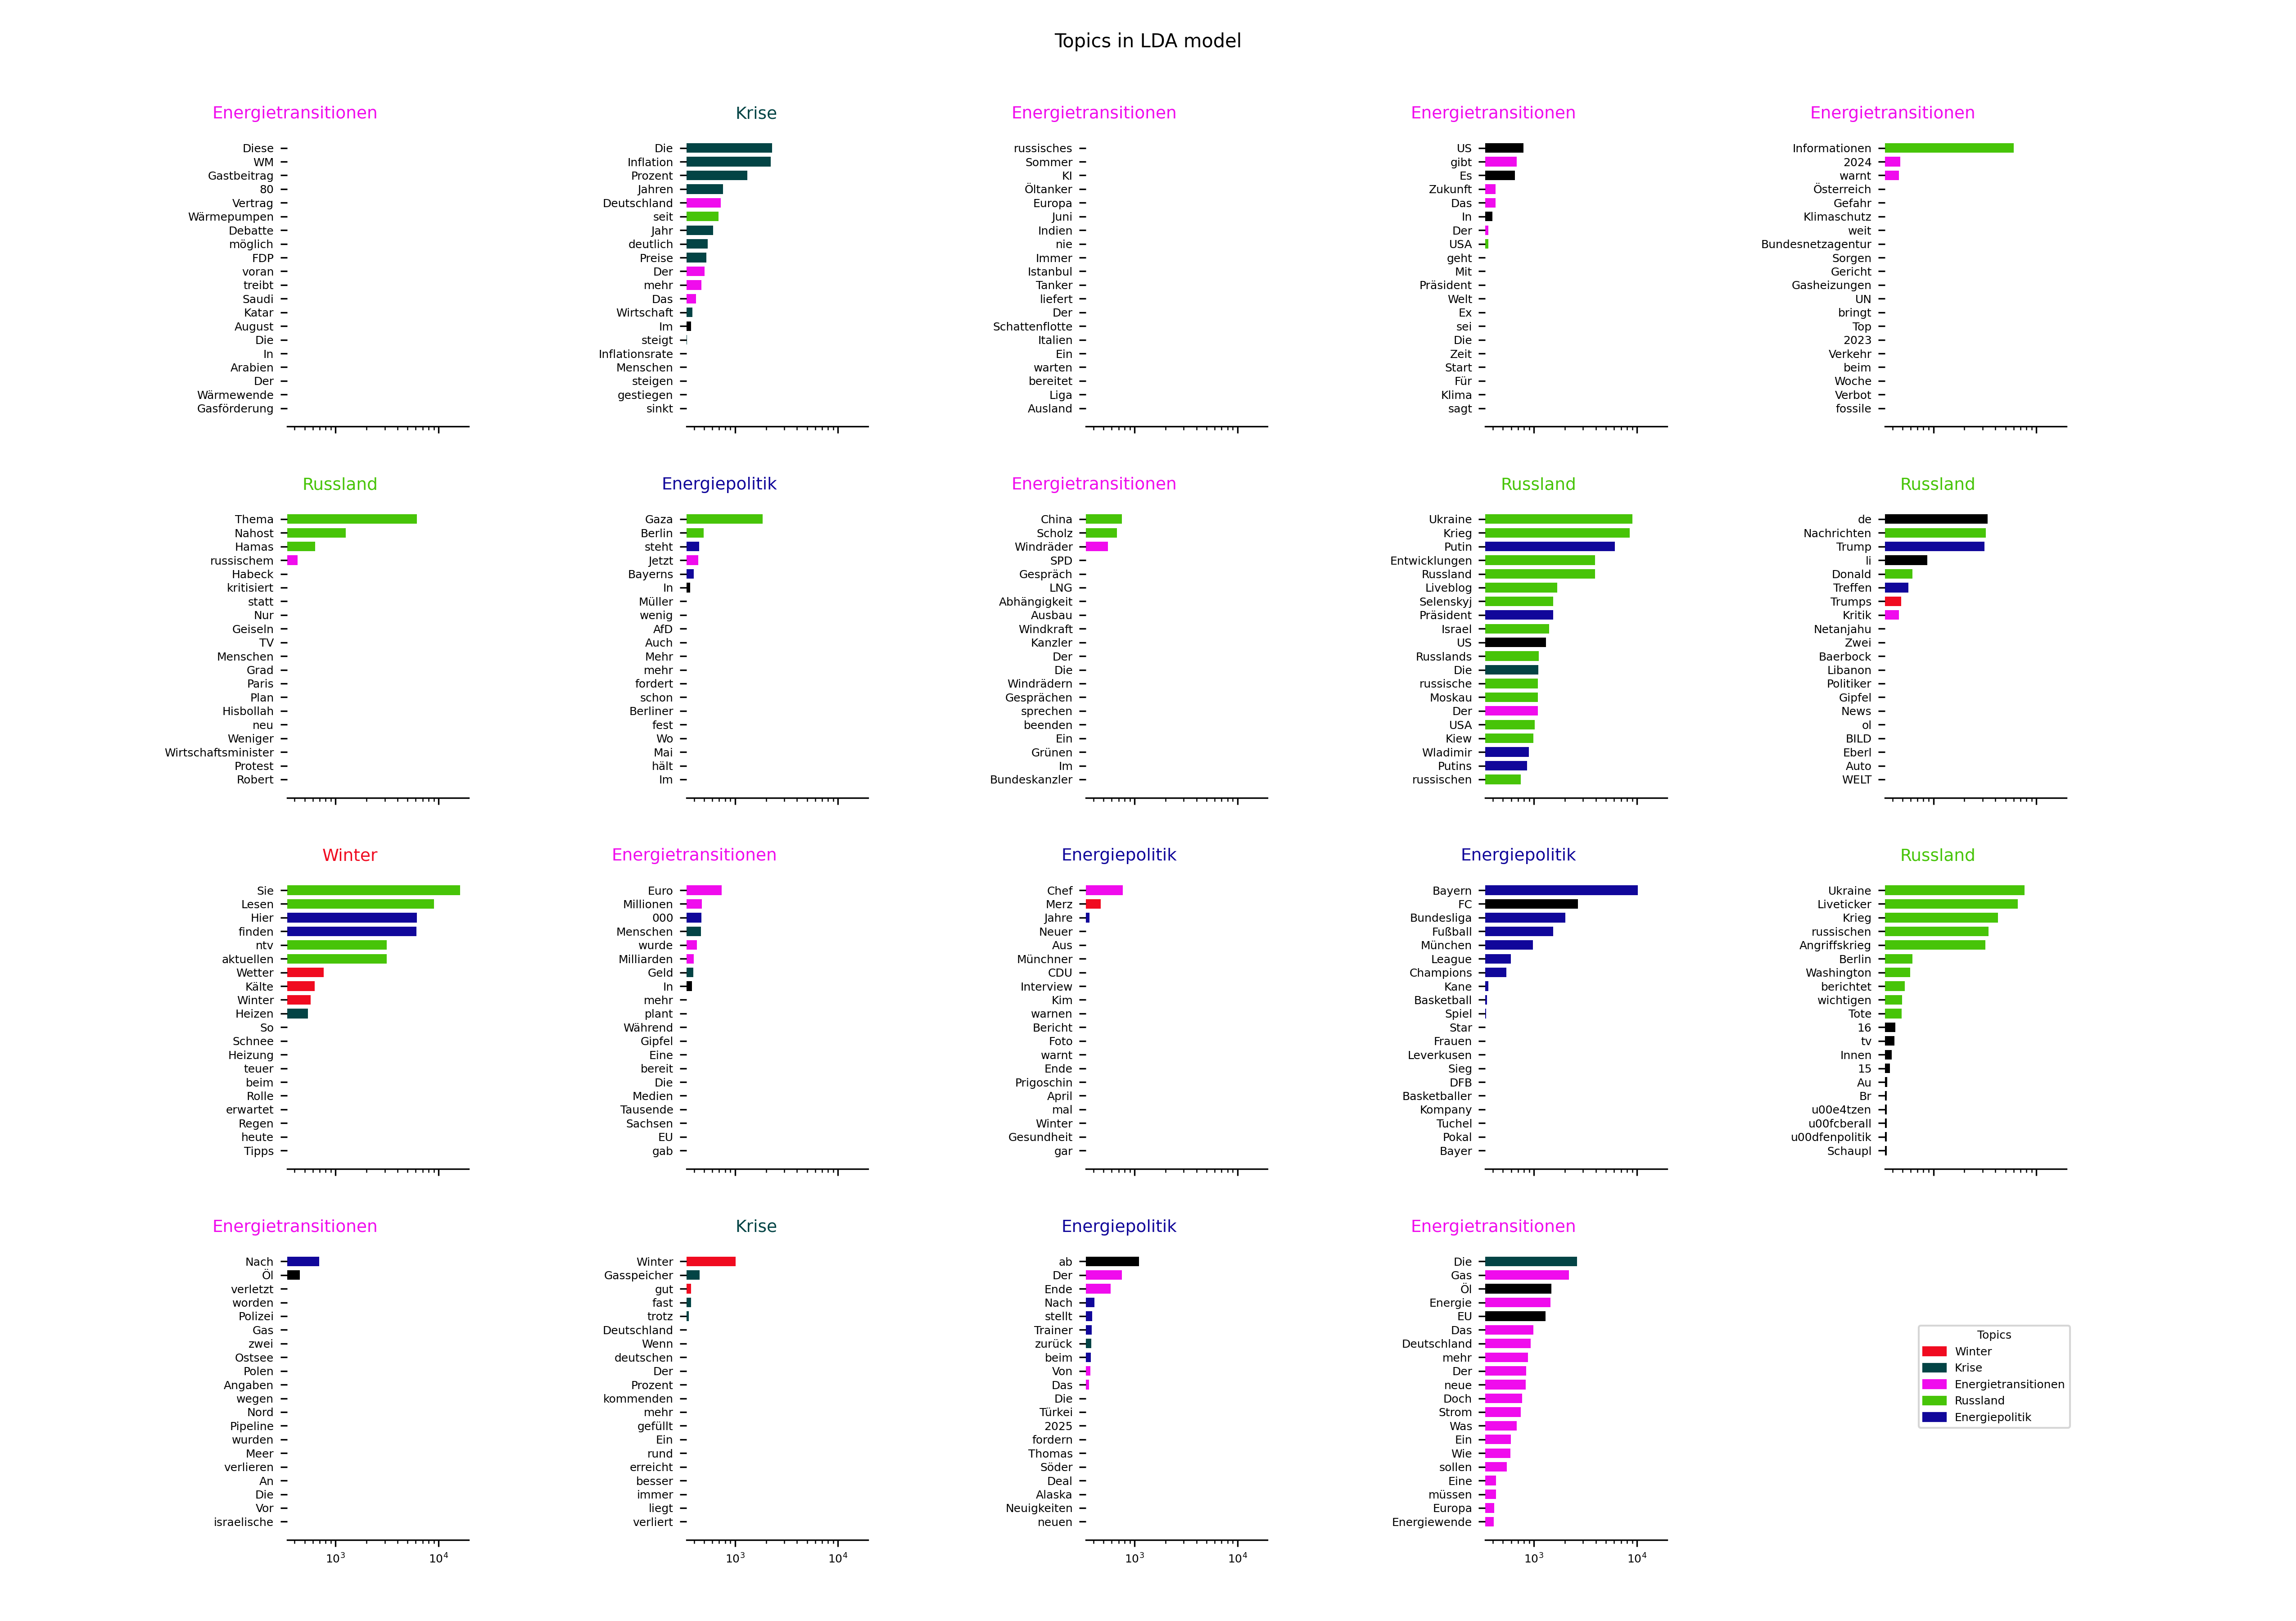 Topics in LDA model
Energietransitionen
Diese
WM
Gastbeitrag
80
Vertrag
Wärmepumpen
Debatte
möglich
FDP
voran
treibt
Saudi
Katar
August
Die
In
Arabien
Der
Wärmewende
Gasförderung
Krise
Die
Inflation
Prozent
Jahren
Deutschland
seit
Jahr
deutlich
Preise
Der
mehr
Das
Wirtschaft
Im
steigt
Inflationsrate
Menschen
steigen
gestiegen
sinkt
Energietransitionen
russisches
Sommer
KI
Öltanker
Europa
Juni
Indien
nie
Immer
Istanbul
Tanker
liefert
Der
Schattenflotte
Italien
Ein
warten
bereitet
Liga
Ausland
Energietransitionen
US
gibt
Es
Zukunft
Das
In
Der
USA
geht
Mit
Präsident
Welt
Ex
sei
Die
Zeit
Start
Für
Klima
sagt
Energietransitionen
Informationen
2024
warnt
Österreich
Gefahr
Klimaschutz
weit
Bundesnetzagentur
Sorgen
Gericht
Gasheizungen
UN
bringt
Top
2023
Verkehr
beim
Woche
Verbot
fossile
Russland
Thema
Nahost
Hamas
russischem
Habeck
kritisiert
statt
Nur
Geiseln
TV
Menschen
Grad
Paris
Plan
Hisbollah
neu
Weniger
Wirtschaftsminister
Protest
Robert
Energiepolitik
Gaza
Berlin
steht
Jetzt
Bayerns
In
Müller
wenig
AfD
Auch
Mehr
mehr
fordert
schon
Berliner
fest
Wo
Mai
hält
Im
Energietransitionen
China
Scholz
Windräder
SPD
Gespräch
LNG
Abhängigkeit
Ausbau
Windkraft
Kanzler
Der
Die
Windrädern
Gesprächen
sprechen
beenden
Ein
Grünen
Im
Bundeskanzler
Russland
Ukraine
Krieg
Putin
Entwicklungen
Russland
Liveblog
Selenskyj
Präsident
Israel
US
Russlands
Die
russische
Moskau
Der
USA
Kiew
Wladimir
Putins
russischen
Russland
de
Nachrichten
Trump
li
Donald
Treffen
Trumps
Kritik
Netanjahu
Zwei
Baerbock
Libanon
Politiker
Gipfel
News
ol
BILD
Eberl
Auto
WELT
Winter
Sie
Lesen
Hier
finden
ntv
aktuellen
Wetter
Kälte
Winter
Heizen
So
Schnee
Heizung
teuer
beim
Rolle
erwartet
Regen
heute
Tipps
Energietransitionen
Euro
Millionen
000
Menschen
wurde
Milliarden
Geld
In
mehr
plant
Während
Gipfel
Eine
bereit
Die
Medien
Tausende
Sachsen
EU
gab
Energiepolitik
Chef
Merz
Jahre
Neuer
Aus
Münchner
CDU
Interview
Kim
warnen
Bericht
Foto
warnt
Ende
Prigoschin
April
mal
Winter
Gesundheit
gar
Energiepolitik
Bayern
FC
Bundesliga
Fußball
München
League
Champions
Kane
Basketball
Spiel
Star
Frauen
Leverkusen
Sieg
DFB
Basketballer
Kompany
Tuchel
Pokal
Bayer
Russland
Ukraine
Liveticker
Krieg
russischen
Angriffskrieg
Berlin
Washington
berichtet
wichtigen
Tote
16
tv
Innen
15
Au
Br
u00e4tzen
u00fcberall
u00dfenpolitik
Schaupl
Energietransitionen
Nach
Öl
verletzt
worden
Polizei
Gas
zwei
Ostsee
Polen
Angaben
wegen
Nord
Pipeline
wurden
Meer
verlieren
An
Die
Vor
israelische
10³
10⁴
Krise
Winter
Gasspeicher
gut
fast
trotz
Deutschland
Wenn
deutschen
Der
Prozent
kommenden
mehr
gefüllt
Ein
rund
erreicht
besser
immer
liegt
verliert
10³
10⁴
Energiepolitik
ab
Der
Ende
Nach
stellt
Trainer
zurück
beim
Von
Das
Die
Türkei
2025
fordern
Thomas
Söder
Deal
Alaska
Neuigkeiten
neuen
10³
10⁴
Energietransitionen
Die
Gas
Öl
Energie
EU
Das
Deutschland
mehr
Der
neue
Doch
Strom
Was
Ein
Wie
sollen
Eine
müssen
Europa
Energiewende
10³
10⁴
Topics
Winter
Krise
Energietransitionen
Russland
Energiepolitik